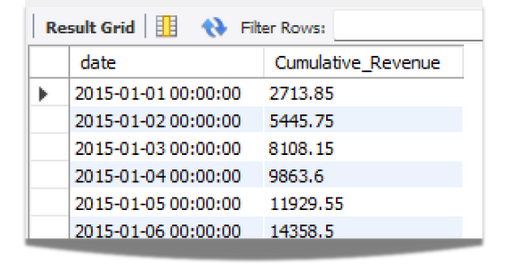 Result Grid Filter Rows:
date Cumulative_Revenue
2015-01-01 00:00:00 2713.85
2015-01-02 00:00:00 5445.75
2015-01-03 00:00:00 8108.15
2015-01-04 00:00:00 9863.6
2015-01-05 00:00:00 11929.55
2015-01-06 00:00:00 14358.5